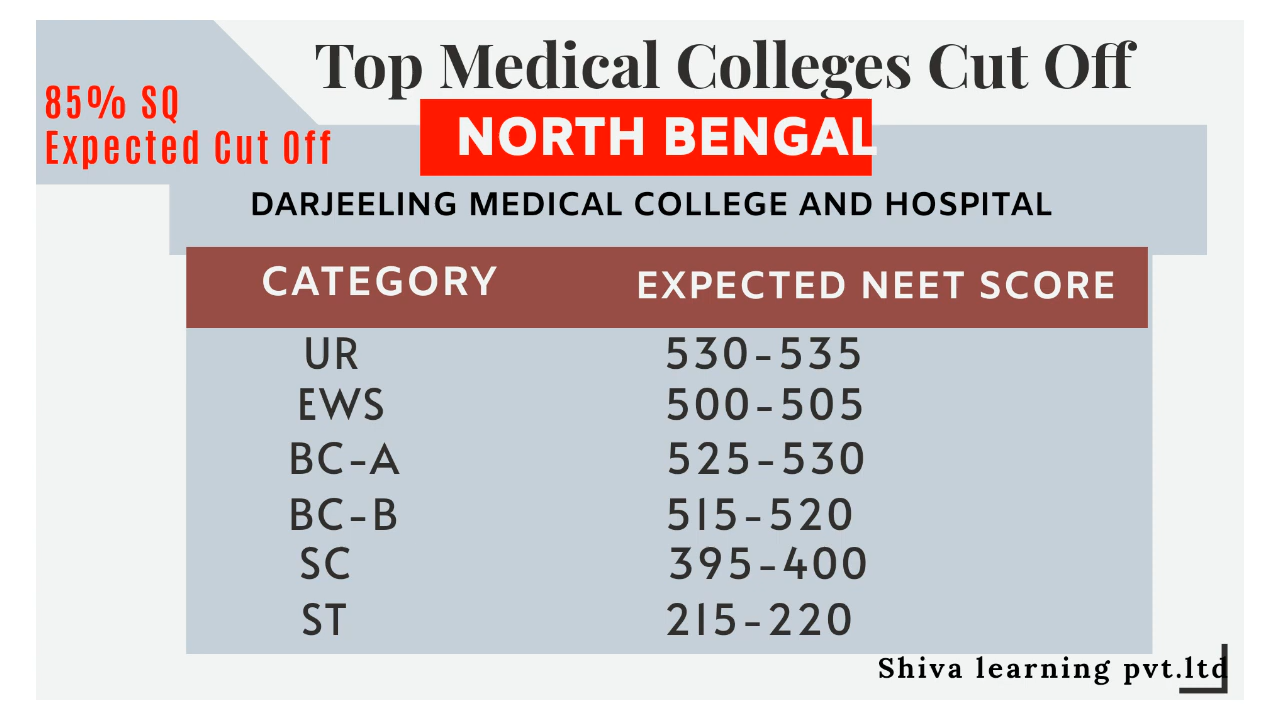 Top Medical Colleges Cut Off
85% SQ
Expected Cut Off
NORTH BENGAL
DARJEELING MEDICAL COLLEGE AND HOSPITAL
CATEGORY EXPECTED NEET SCORE
UR 530-535
EWS 500-505
BC-A 525-530
BC-B 515-520
SC 395-400
ST 215-220
Shiva learning pvt.ltd